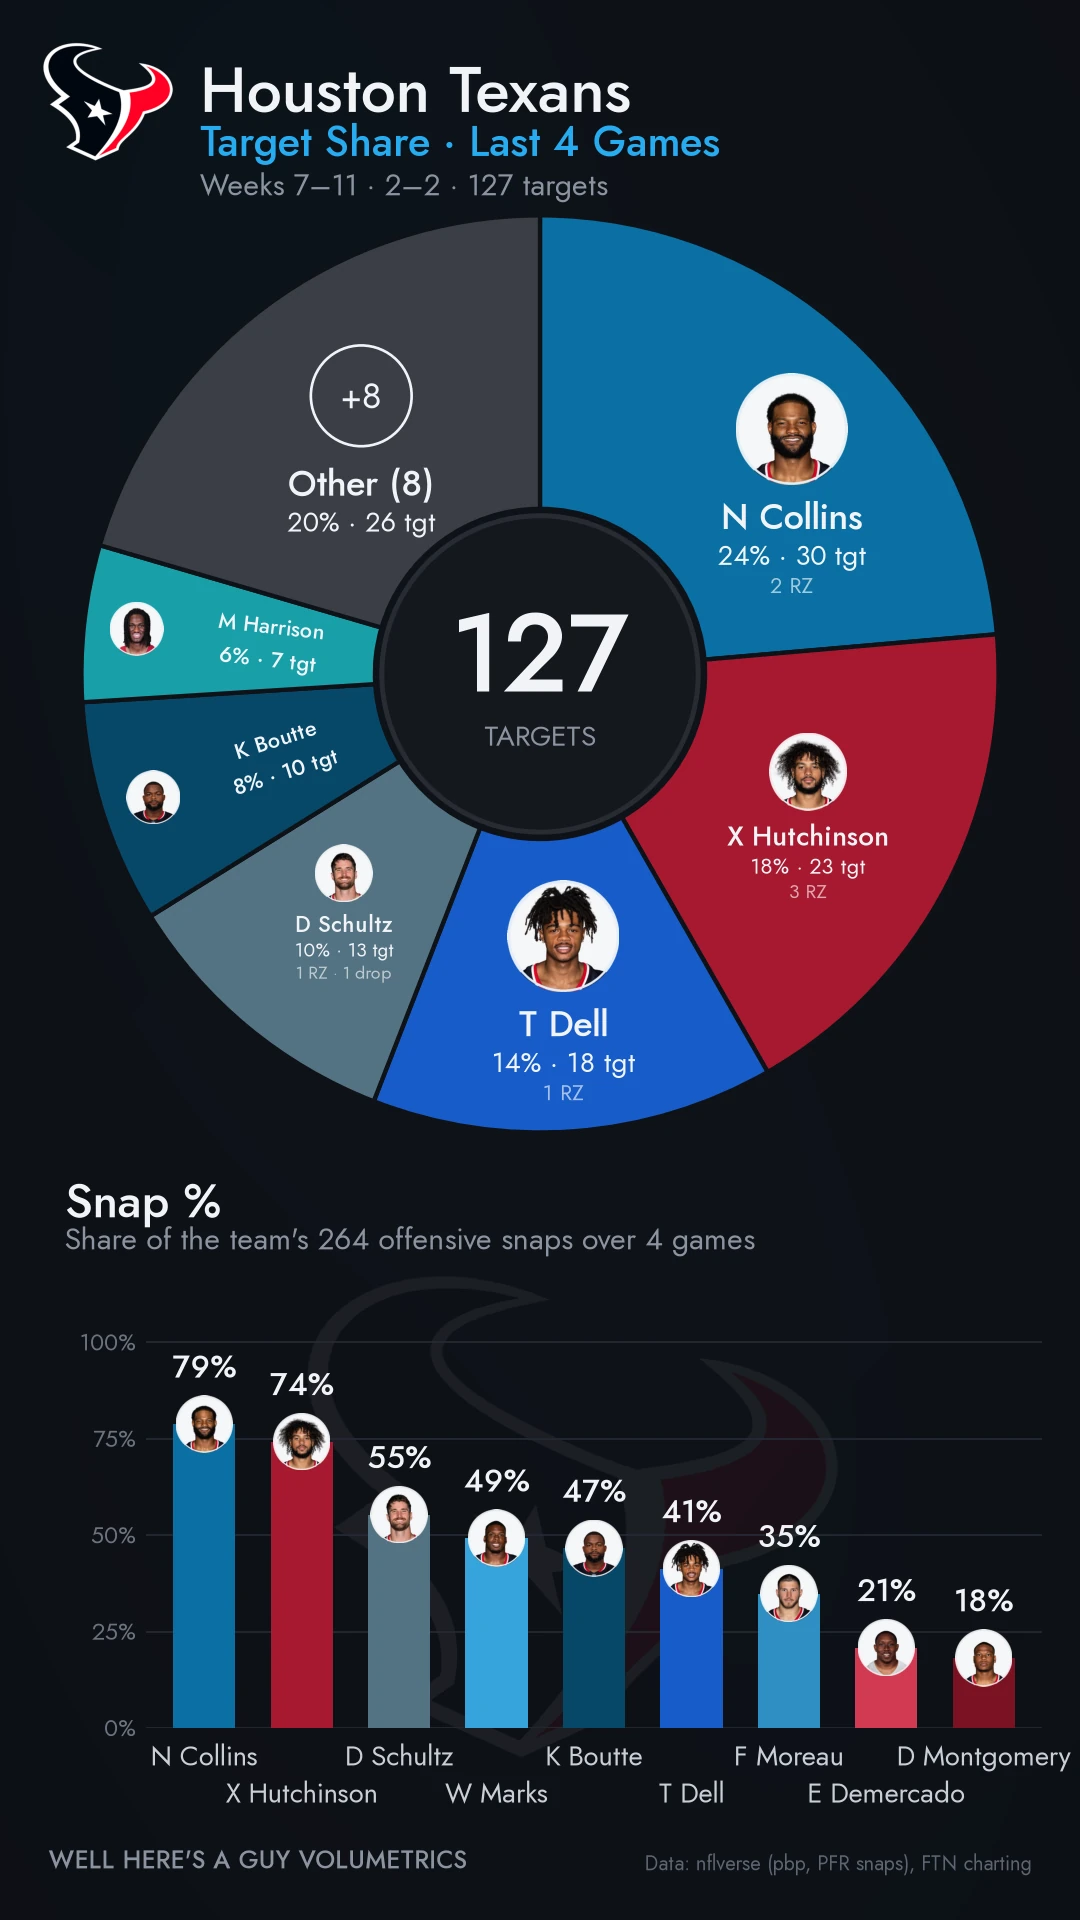 Houston Texans
Target Share · Last 4 Games
Weeks 7–11 · 2–2 · 127 targets
+8
Other (8)
20% · 26 tgt
N Collins
24% · 30 tgt
2 RZ
M Harrison
6% · 7 tgt
127
TARGETS
K Boutte
8% · 10 tgt
X Hutchinson
18% · 23 tgt
3 RZ
D Schultz
10% · 13 tgt
1 RZ · 1 drop
T Dell
14% · 18 tgt
1 RZ
Snap %
Share of the team's 264 offensive snaps over 4 games
100%
75%
50%
25%
0%
79%
74%
55%
49%
47%
41%
35%
21%
18%
N Collins
X Hutchinson
D Schultz
W Marks
K Boutte
T Dell
F Moreau
E Demercado
D Montgomery
WELL HERE'S A GUY VOLUMETRICS
Data: nflverse (pbp, PFR snaps), FTN charting